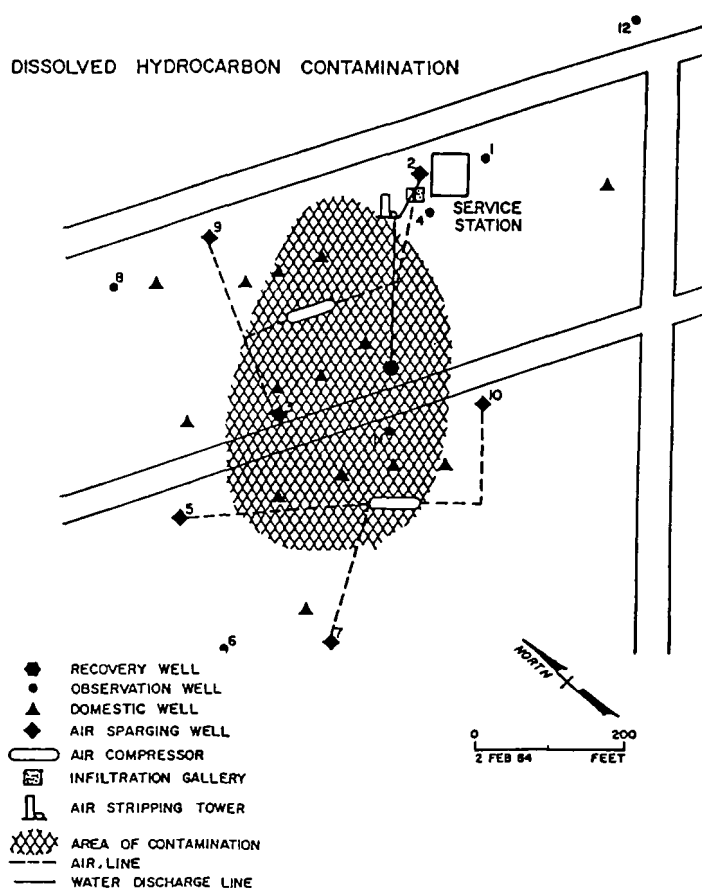 12
DISSOLVED HYDROCARBON CONTAMINATION
1
2
4
SERVICE
STATION
9
8
10
5
7
6
NORTH
RECOVERY WELL
OBSERVATION WELL
DOMESTIC WELL
AIR SPARGING WELL
AIR COMPRESSOR
INFILTRATION GALLERY
AIR STRIPPING TOWER
AREA OF CONTAMINATION
AIR LINE
WATER DISCHARGE LINE
0 200
2 FEB 84 FEET